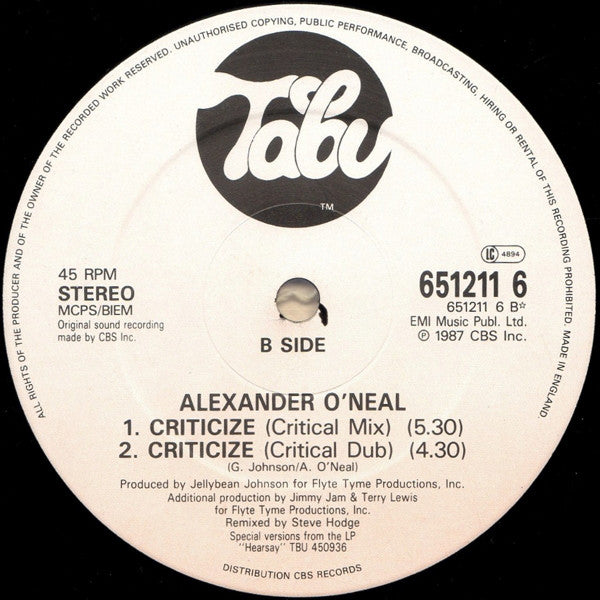 ALL RIGHTS OF THE PRODUCER AND OF THE OWNER OF THE RECORDED WORK RESERVED. UNAUTHORISED COPYING, PUBLIC PERFORMANCE, BROADCASTING, HIRING OR RENTAL OF THIS RECORDING PROHIBITED. MADE IN ENGLAND.
Tabu
TM
LC 4894
45 RPM
STEREO
MCPS/BIEM
Original sound recording
made by CBS Inc.
651211 6
651211 6 B☆
EMI Music Publ. Ltd.
℗ 1987 CBS Inc.
B SIDE
ALEXANDER O'NEAL
1. CRITICIZE (Critical Mix) (5.30)
2. CRITICIZE (Critical Dub) (4.30)
(G. Johnson/A. O'Neal)
Produced by Jellybean Johnson for Flyte Tyme Productions, Inc.
Additional production by Jimmy Jam & Terry Lewis
for Flyte Tyme Productions, Inc.
Remixed by Steve Hodge
Special versions from the LP
"Hearsay" TBU 450936
DISTRIBUTION CBS RECORDS